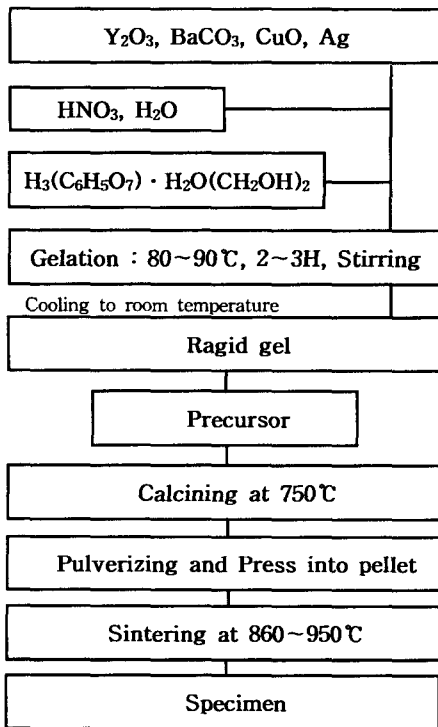 Y₂O₃, BaCO₃, CuO, Ag
HNO₃, H₂O
H₃(C₆H₅O₇) · H₂O(CH₂OH)₂
Gelation : 80~90℃, 2~3H, Stirring
Cooling to room temperature
Ragid gel
Precursor
Calcining at 750℃
Pulverizing and Press into pellet
Sintering at 860~950℃
Specimen